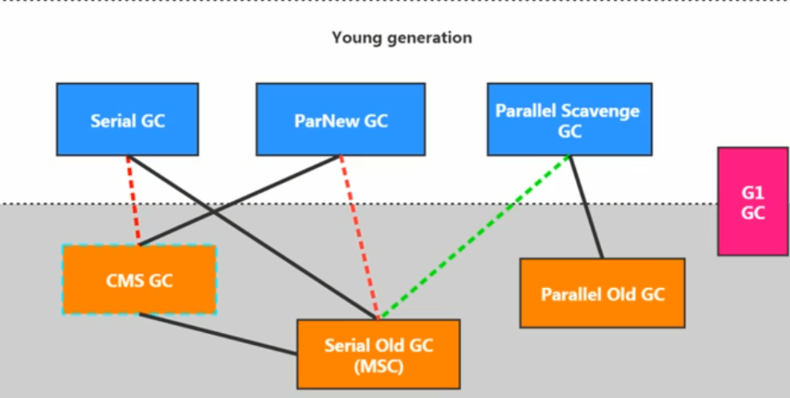 Young generation
Serial GC
ParNew GC
Parallel Scavenge
GC
G1
GC
CMS GC
Parallel Old GC
Serial Old GC
(MSC)